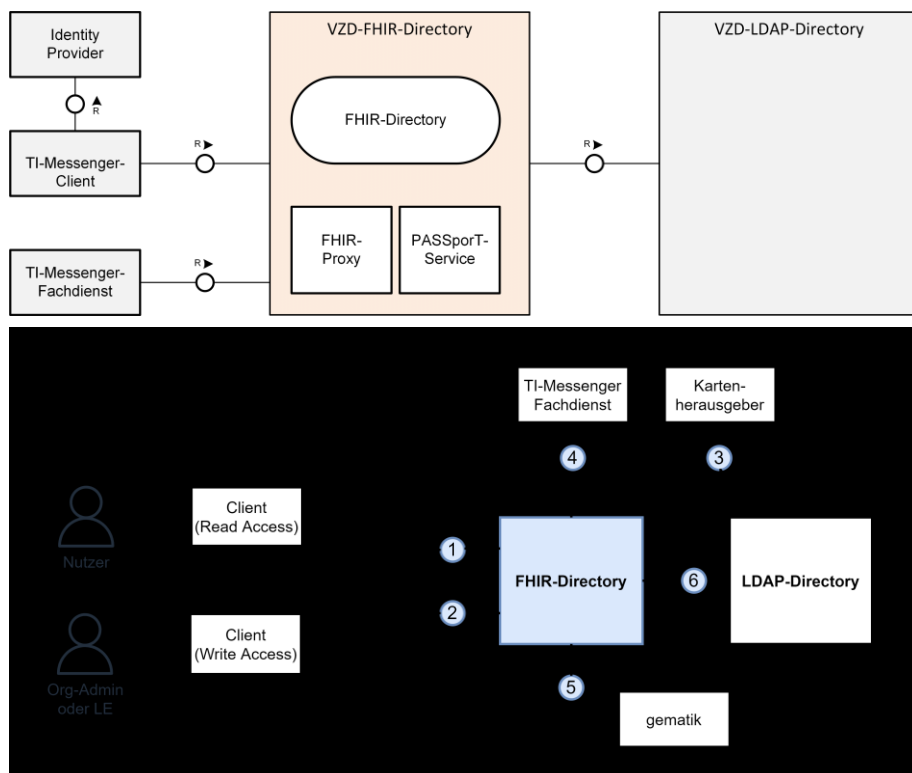 Identity
Provider
R
TI-Messenger-
Client
R
TI-Messenger-
Fachdienst
R
VZD-FHIR-Directory
FHIR-Directory
FHIR-
Proxy
PASSporT-
Service
R
VZD-LDAP-Directory
TI-Messenger
Fachdienst
Karten-
herausgeber
4
3
Nutzer
Client
(Read Access)
1
2
FHIR-Directory
6
LDAP-Directory
Org-Admin
oder LE
Client
(Write Access)
5
gematik